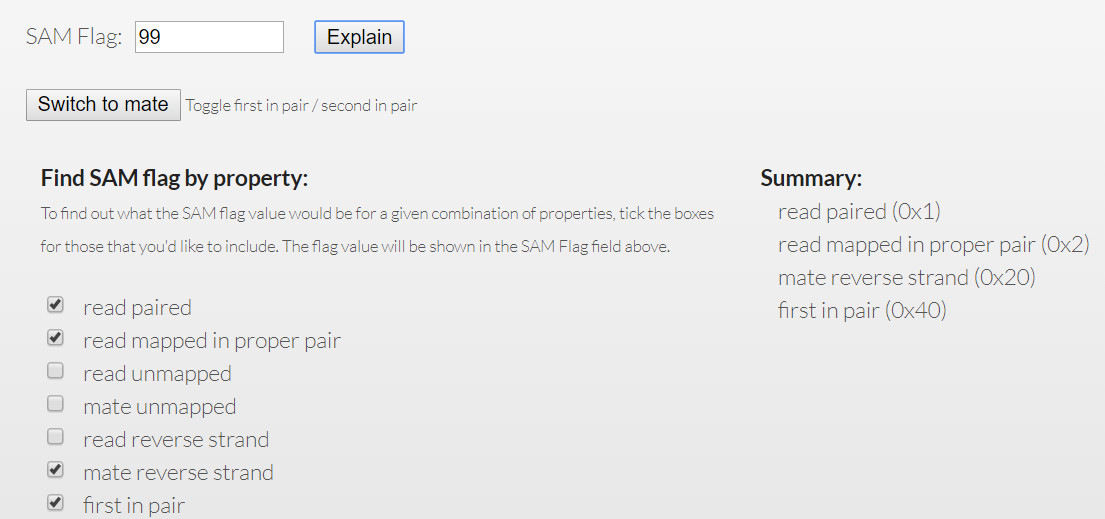 SAM Flag: 99 Explain
Switch to mate Toggle first in pair / second in pair
Find SAM flag by property:
To find out what the SAM flag value would be for a given combination of properties, tick the boxes
for those that you'd like to include. The flag value will be shown in the SAM Flag field above.
read paired
read mapped in proper pair
read unmapped
mate unmapped
read reverse strand
mate reverse strand
first in pair
Summary:
read paired (0x1)
read mapped in proper pair (0x2)
mate reverse strand (0x20)
first in pair (0x40)